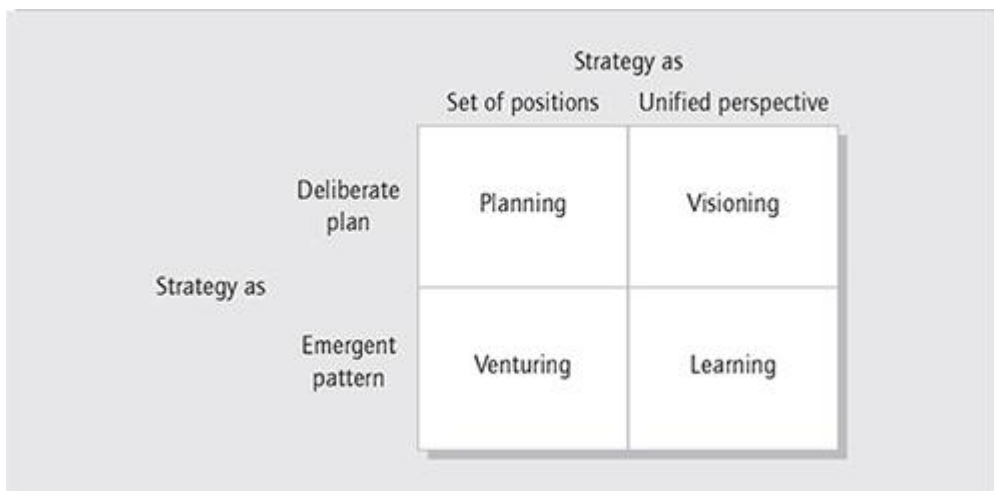 Strategy as
Set of positions Unified perspective
Deliberate
plan
Planning Visioning
Strategy as
Emergent
pattern
Venturing Learning